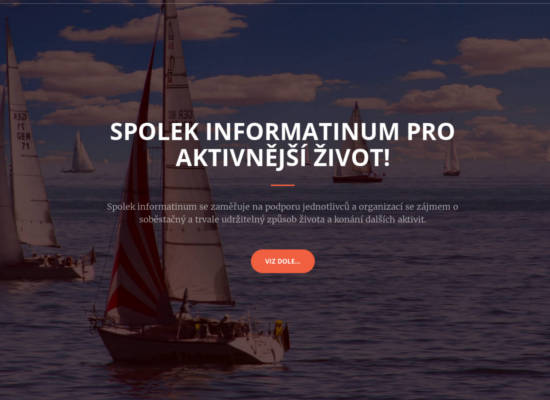 SPOLEK INFORMATINUM PRO
AKTIVNĚJŠÍ ŽIVOT!
Spolek informatinum se zaměřuje na podporu jednotlivců a organizací se zájmem o
soběstačný a trvale udržitelný způsob života a konání dalších aktivit.
VIZ DOLE...